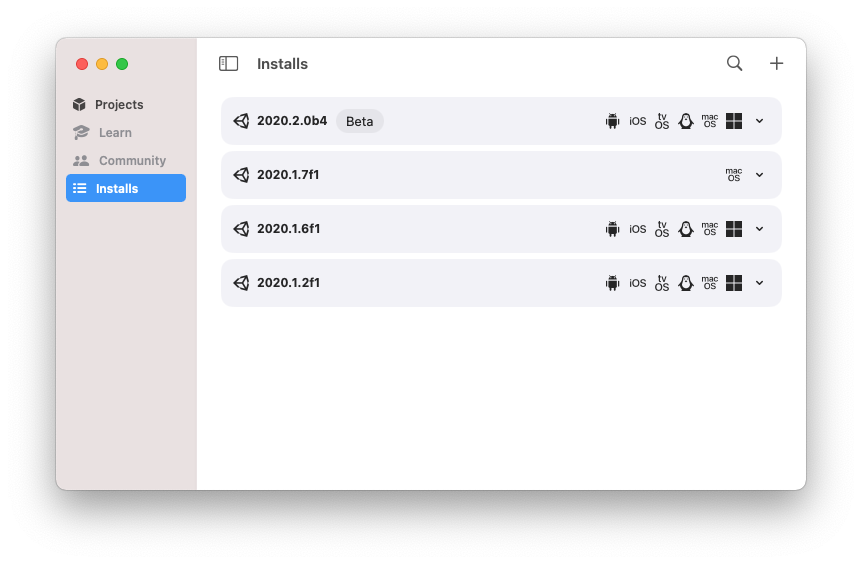 Installs
Projects
Learn
Community
Installs
2020.2.0b4 Beta iOS tv OS mac OS
2020.1.7f1 mac OS
2020.1.6f1 iOS tv OS mac OS
2020.1.2f1 iOS tv OS mac OS